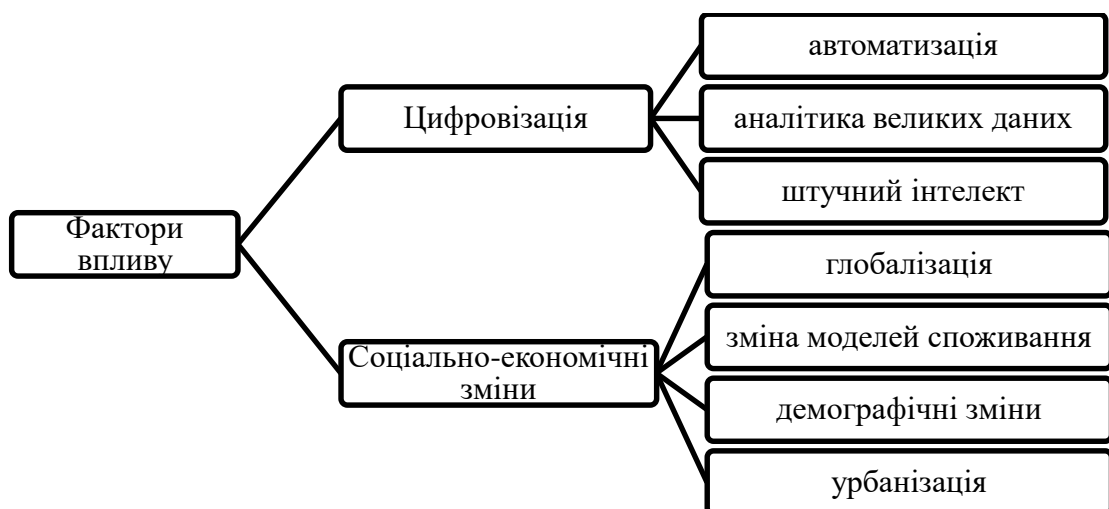 автоматизація
Цифровізація
аналітика великих даних
штучний інтелект
Фактори
впливу
глобалізація
Соціально-економічні
зміни
зміна моделей споживання
демографічні зміни
урбанізація